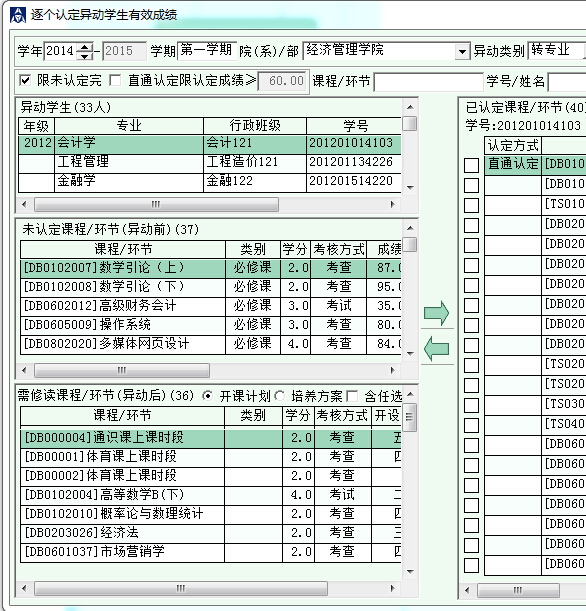 逐个认定异动学生有效成绩
学年 2014 - 2015 学期 第一学期 院(系)/部 经济管理学院 异动类别 转专业
限未认定完 直通认定限认定成绩≥ 60.00 课程/环节 学号/姓名
异动学生(33人)
年级 专业 行政班级 学号
2012 会计学 会计121 201201014103
工程管理 工程造价121 201201134226
金融学 金融122 201201514220
未认定课程/环节(异动前)(37)
课程/环节 类别 学分 考核方式 成绩
[DB0102007]数学引论（上） 必修课 2.0 考查 87.0
[DB0102008]数学引论（下） 必修课 2.0 考查 95.0
[DB0602012]高级财务会计 必修课 3.0 考试 35.0
[DB0605009]操作系统 必修课 3.0 考查 80.0
[DB0802020]多媒体网页设计 必修课 4.0 考查 84.0
需修读课程/环节(异动后)(36) 开课计划 培养方案 含任选
课程/环节 类别 学分 考核方式 开设
[DB000004]通识课上课时段 2.0 考查 五
[DB00001]体育课上课时段 2.0 考查 四
[DB00002]体育课上课时段 2.0 考查
[DB0102004]高等数学B(下) 4.0 考试 二
[DB0102010]概率论与数理统计 2.0 考查 四
[DB0203026]经济法 2.0 考查 三
[DB0601037]市场营销学 2.0 考查 四
已认定课程/环节(40)
学号:201201014103
认定方式
直通认定 [DB010
[DB010
[TS010
[DB020
[DB020
[DB020
[DB020
[DB020
[DB020
[DB020
[TS020
[TS020
[TS030
[TS040
[DB060
[DB060
[DB060
[DB060
[DB060
[DB060
[DB060